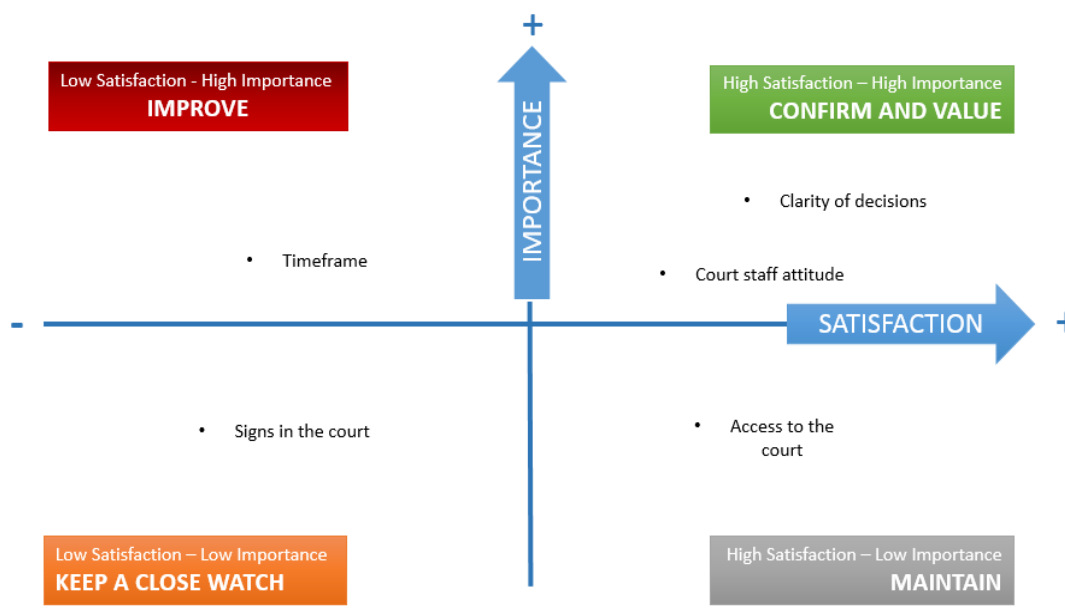 +
Low Satisfaction - High Importance
IMPROVE
High Satisfaction – High Importance
CONFIRM AND VALUE
IMPORTANCE
• Clarity of decisions
• Timeframe
• Court staff attitude
-
SATISFACTION
+
• Signs in the court
• Access to the
court
Low Satisfaction – Low Importance
KEEP A CLOSE WATCH
High Satisfaction – Low Importance
MAINTAIN